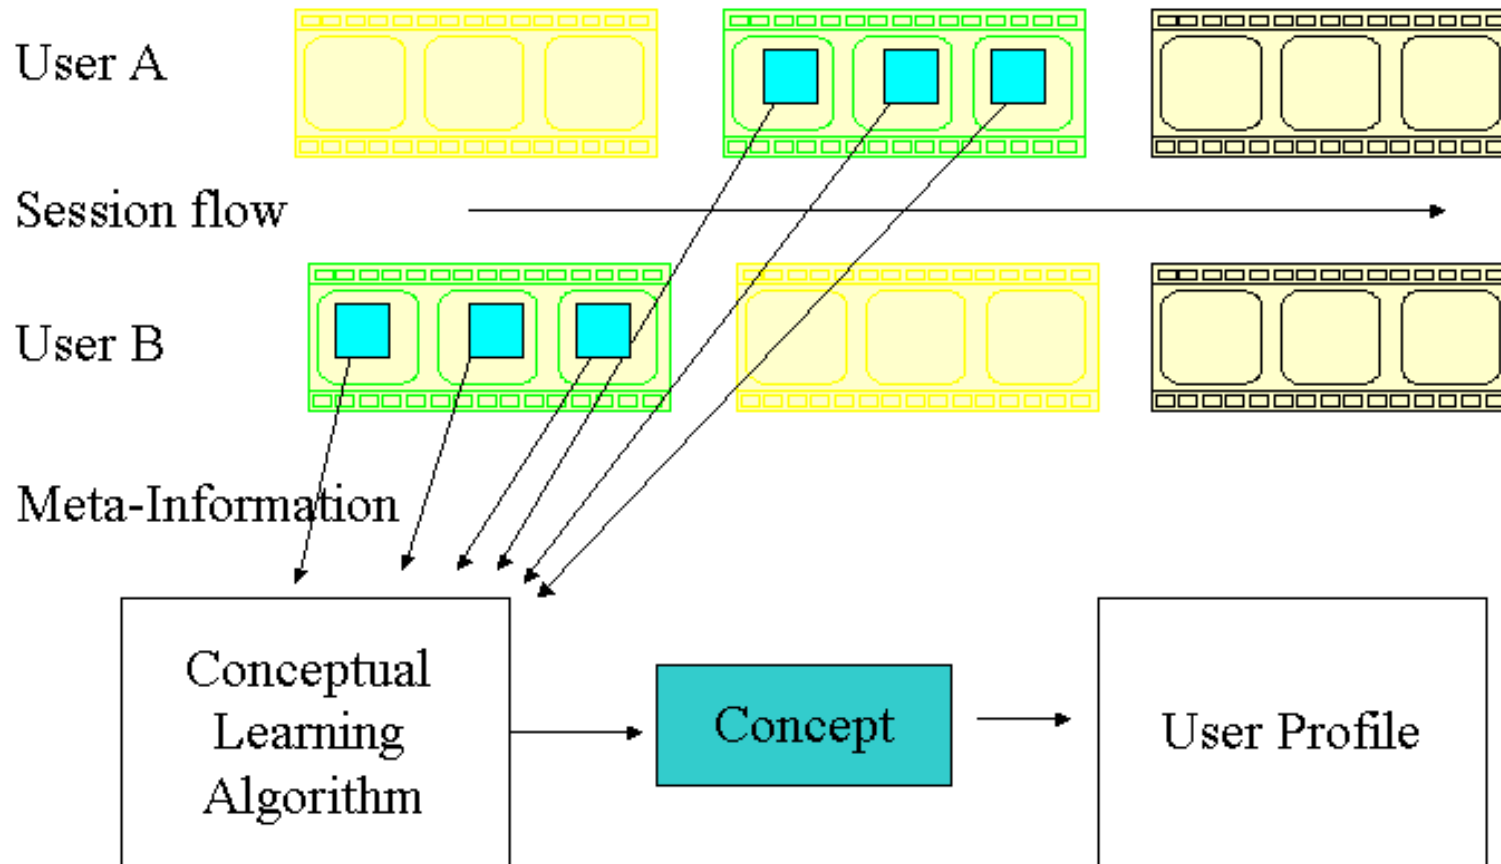 User A
Session flow
User B
Meta-Information
Conceptual
Learning
Algorithm
Concept
User Profile